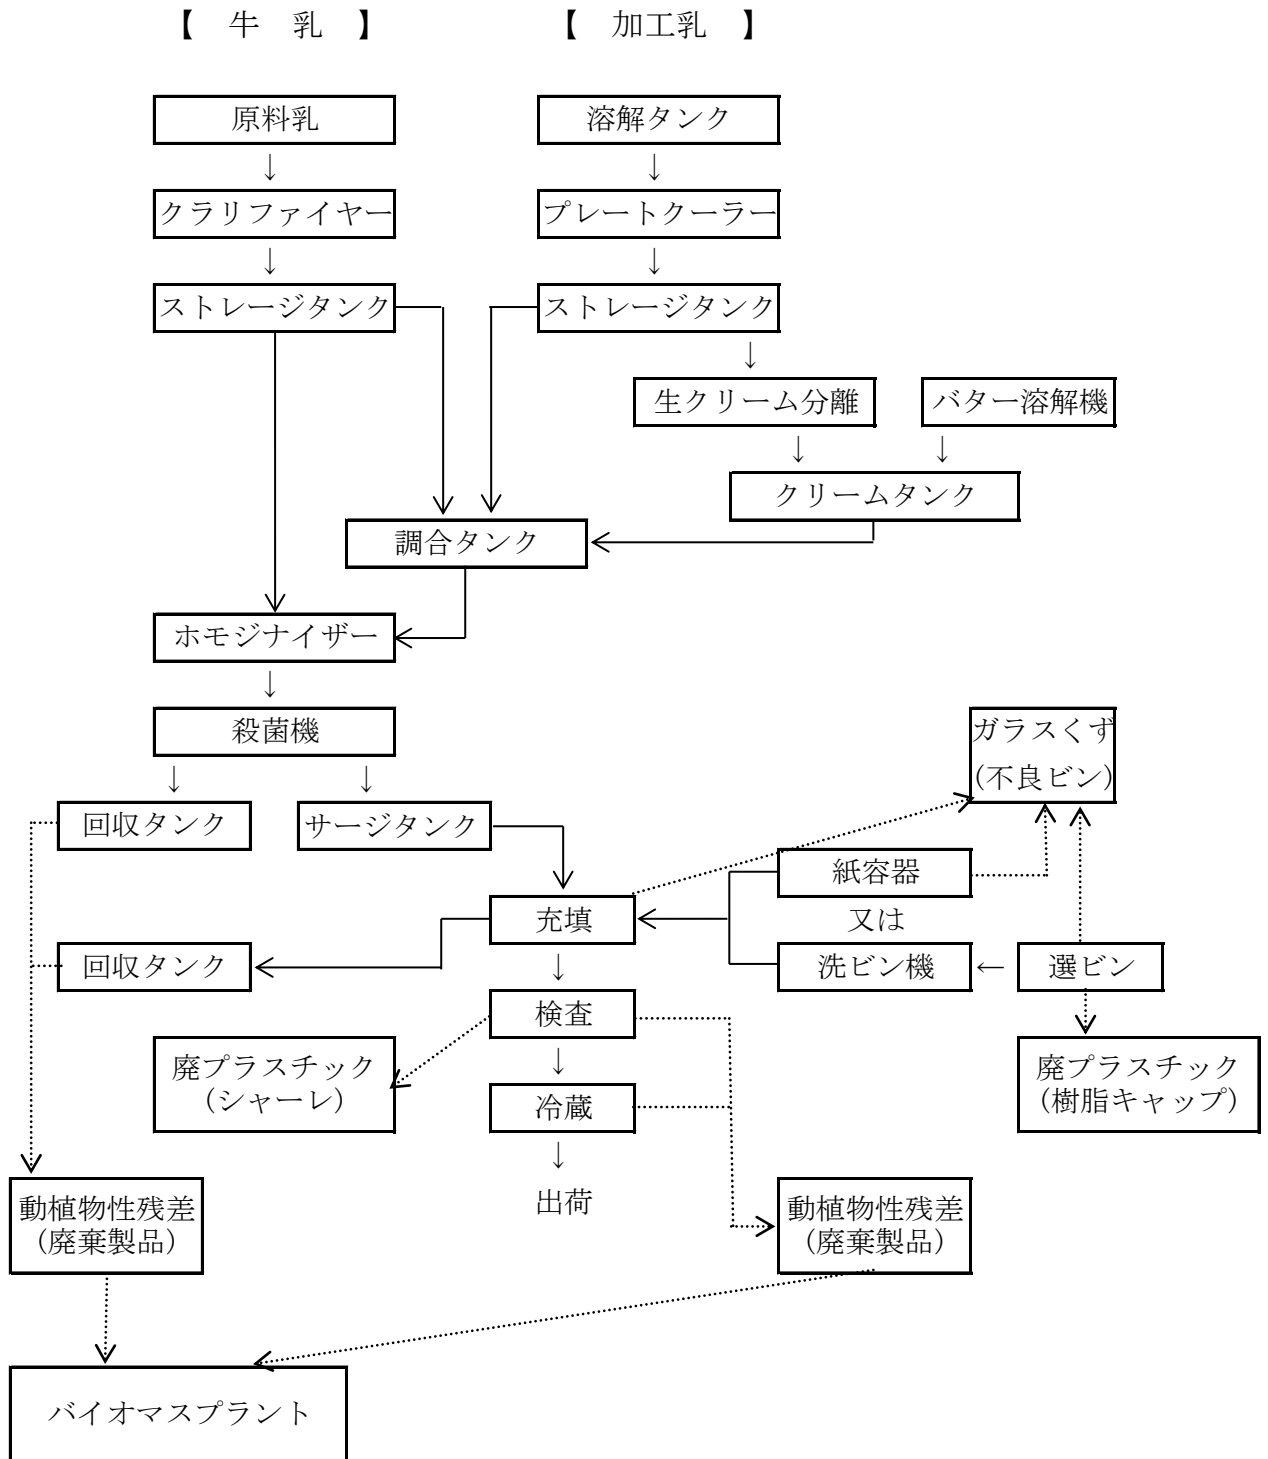 【　牛　乳　】
【　加工乳　】
原料乳
溶解タンク
↓
↓
クラリファイヤー
プレートクーラー
↓
↓
ストレージタンク
ストレージタンク
↓
生クリーム分離
バター溶解機
↓
↓
クリームタンク
調合タンク
ホモジナイザー
↓
殺菌機
ガラスくず
(不良ビン)
↓
↓
回収タンク
サージタンク
紙容器
充填
又は
回収タンク
↓
洗ビン機
←
選ビン
検査
廃プラスチック
(シャーレ)
↓
廃プラスチック
(樹脂キャップ)
冷蔵
↓
出荷
動植物性残差
(廃棄製品)
動植物性残差
(廃棄製品)
バイオマスプラント